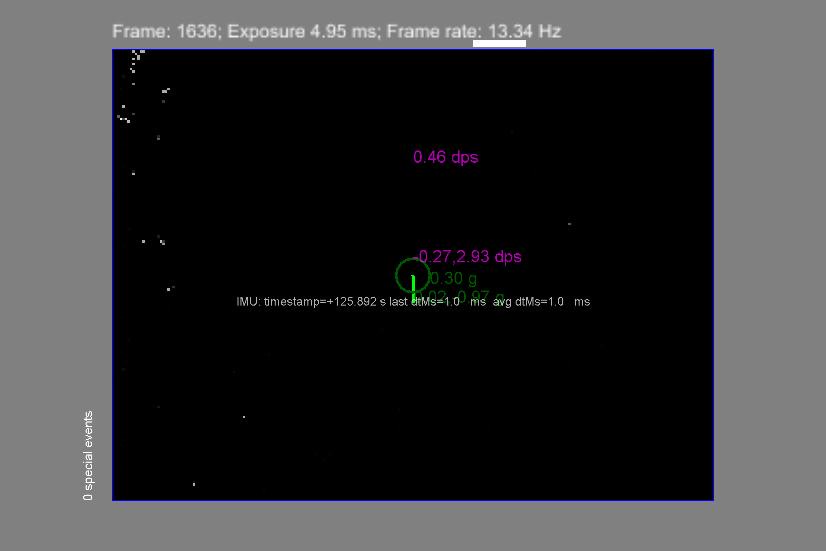 Frame: 1636; Exposure 4.95 ms; Frame rate: 13.34 Hz
0.46 dps
-0.27,2.93 dps
0.30 g
0.97 g
IMU: timestamp=+125.892 s last dtMs=1.0 ms avg dtMs=1.0 ms
0 special events